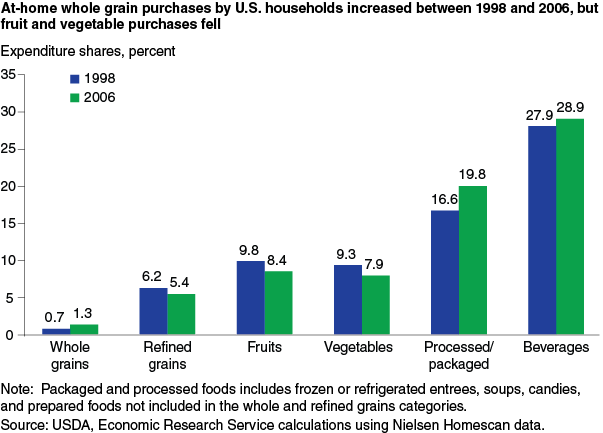 At-home whole grain purchases by U.S. households increased between 1998 and 2006, but
fruit and vegetable purchases fell
Expenditure shares, percent
35
30
25
20
15
10
5
0
1998
2006
0.7 1.3
6.2 5.4
9.8 8.4
9.3 7.9
16.6 19.8
27.9 28.9
Whole
grains
Refined
grains
Fruits
Vegetables
Processed/
packaged
Beverages
Note: Packaged and processed foods includes frozen or refrigerated entrees, soups, candies,
and prepared foods not included in the whole and refined grains categories.
Source: USDA, Economic Research Service calculations using Nielsen Homescan data.